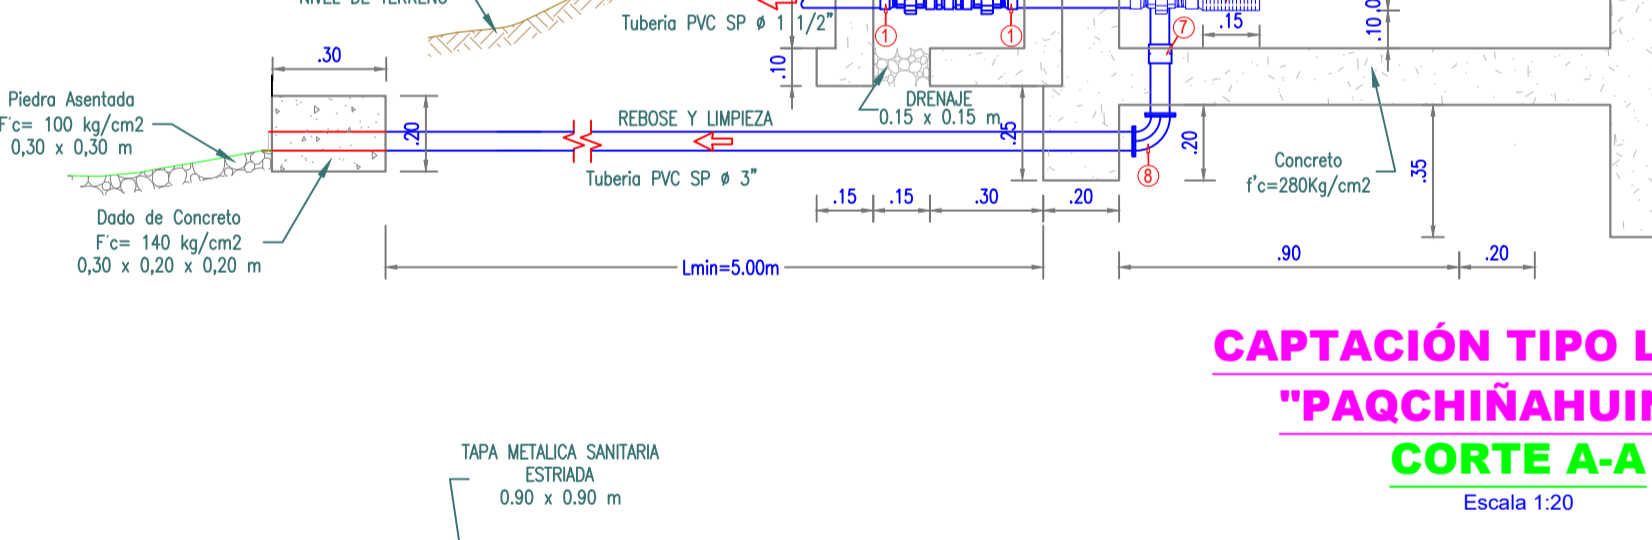 NIVEL DE TERRENO
Tuberia PVC SP ø 1 1/2"
1
1
7
.15
.10
.10
.30
Piedra Asentada
F'c= 100 kg/cm2
0,30 x 0,30 m
.20
REBOSE Y LIMPIEZA
DRENAJE
0.15 x 0.15 m
.25
.20
8
Concreto
f'c=280Kg/cm2
.35
Tuberia PVC SP ø 3"
.15
.15
.30
.20
Dado de Concreto
F'c= 140 kg/cm2
0,30 x 0,20 x 0,20 m
Lmin=5.00m
.90
.20
CAPTACIÓN TIPO L
"PAQCHIÑAHUI
CORTE A-A
Escala 1:20
TAPA METALICA SANITARIA
ESTRIADA
0.90 x 0.90 m